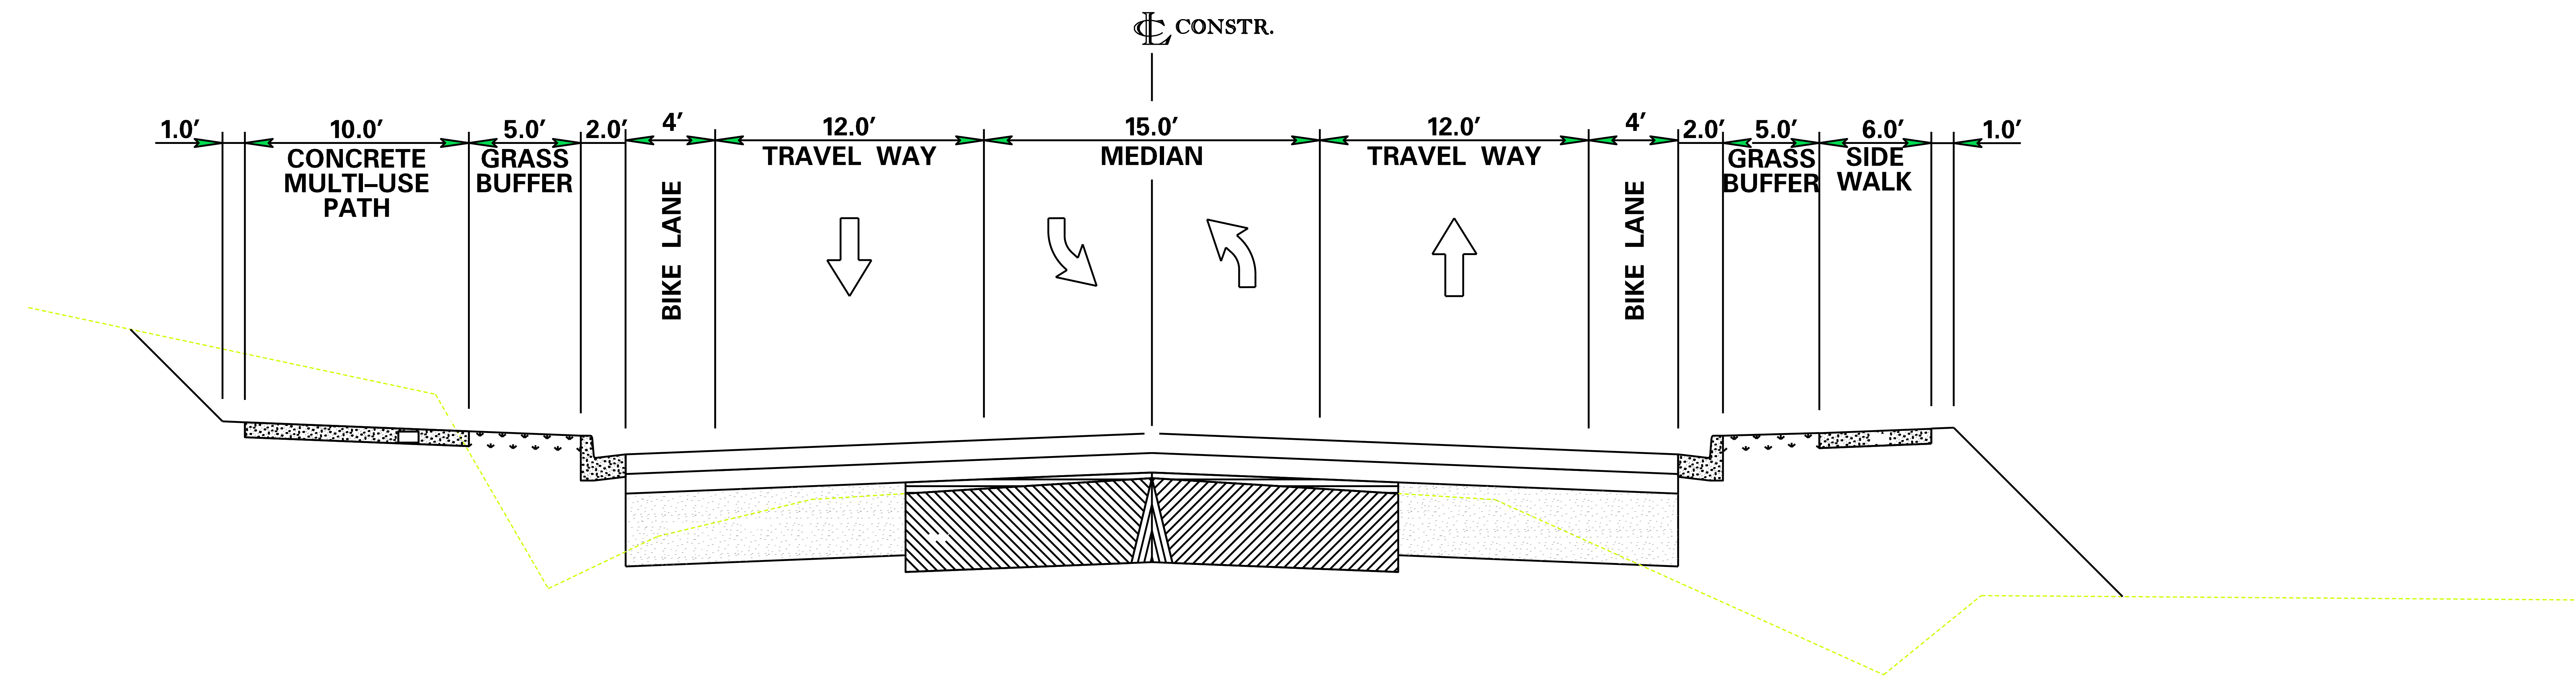 CL CONSTR.
1.0′ 10.0′ 5.0′ 2.0′ 4′ 12.0′ 15.0′ 12.0′ 4′ 2.0′ 5.0′ 6.0′ 1.0′
CONCRETE
MULTI–USE
PATH
GRASS
BUFFER
BIKE LANE
TRAVEL WAY
MEDIAN
TRAVEL WAY
BIKE LANE
GRASS
BUFFER
SIDE
WALK